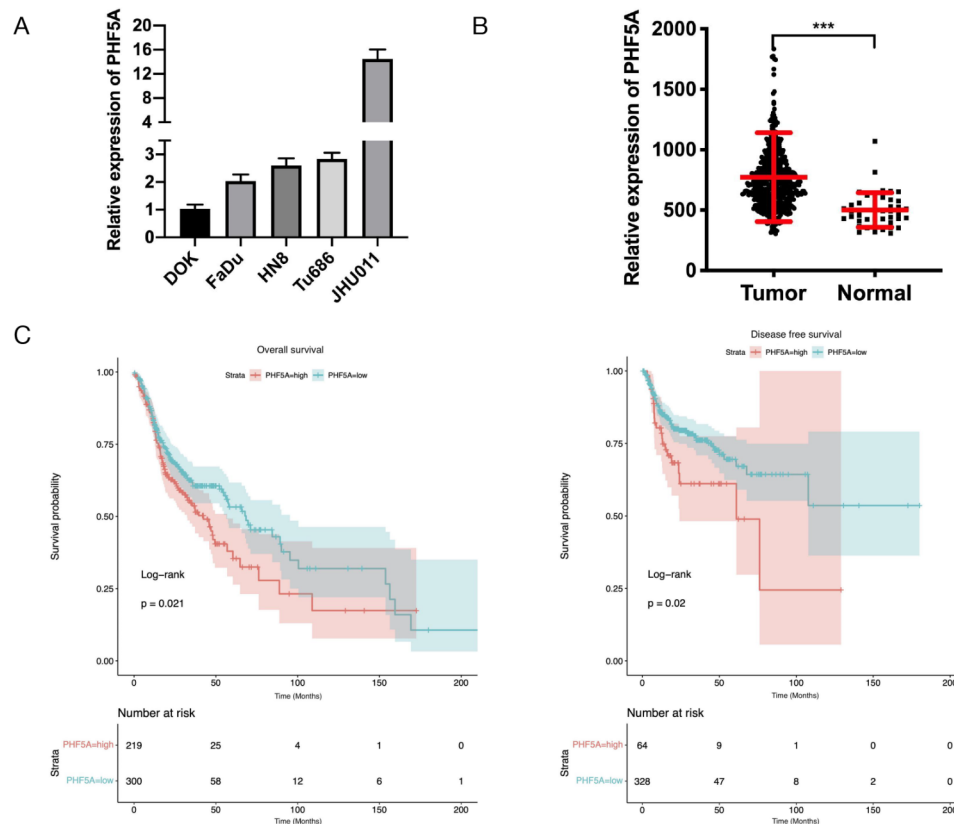 A
Relative expression of PHF5A
20
16
12
8
4
3
2
1
0
DOK
FaDu
HN8
Tu686
JHU011
B
Relative expression of PHF5A
2000
1500
1000
500
0
***
Tumor
Normal
C
Overall survival
Strata PHF5A=high PHF5A=low
Survival probability
1.00
0.75
0.50
0.25
0.00
Log-rank
p = 0.021
0 50 100 150 200
Time (Months)
Number at risk
Strata
PHF5A=high 219 25 4 1 0
PHF5A=low 300 58 12 6 1
0 50 100 150 200
Time (Months)
Disease free survival
Strata PHF5A=high PHF5A=low
Survival probability
1.00
0.75
0.50
0.25
0.00
Log-rank
p = 0.02
0 50 100 150 200
Time (Months)
Number at risk
Strata
PHF5A=high 64 9 1 0 0
PHF5A=low 328 47 8 2 0
0 50 100 150 200
Time (Months)